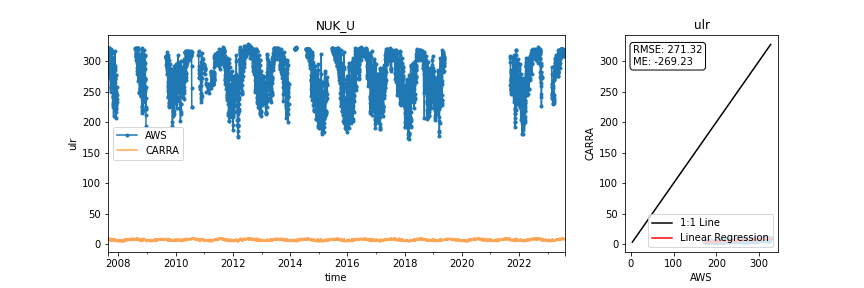 NUK_U
ulr
350
300
250
200
150
100
50
0
AWS
CARRA
2008
2010
2012
2014
2016
2018
2020
2022
time
ulr
RMSE: 271.32
ME: -269.23
CARRA
300
250
200
150
100
50
0
1:1 Line
Linear Regression
0
100
200
300
AWS